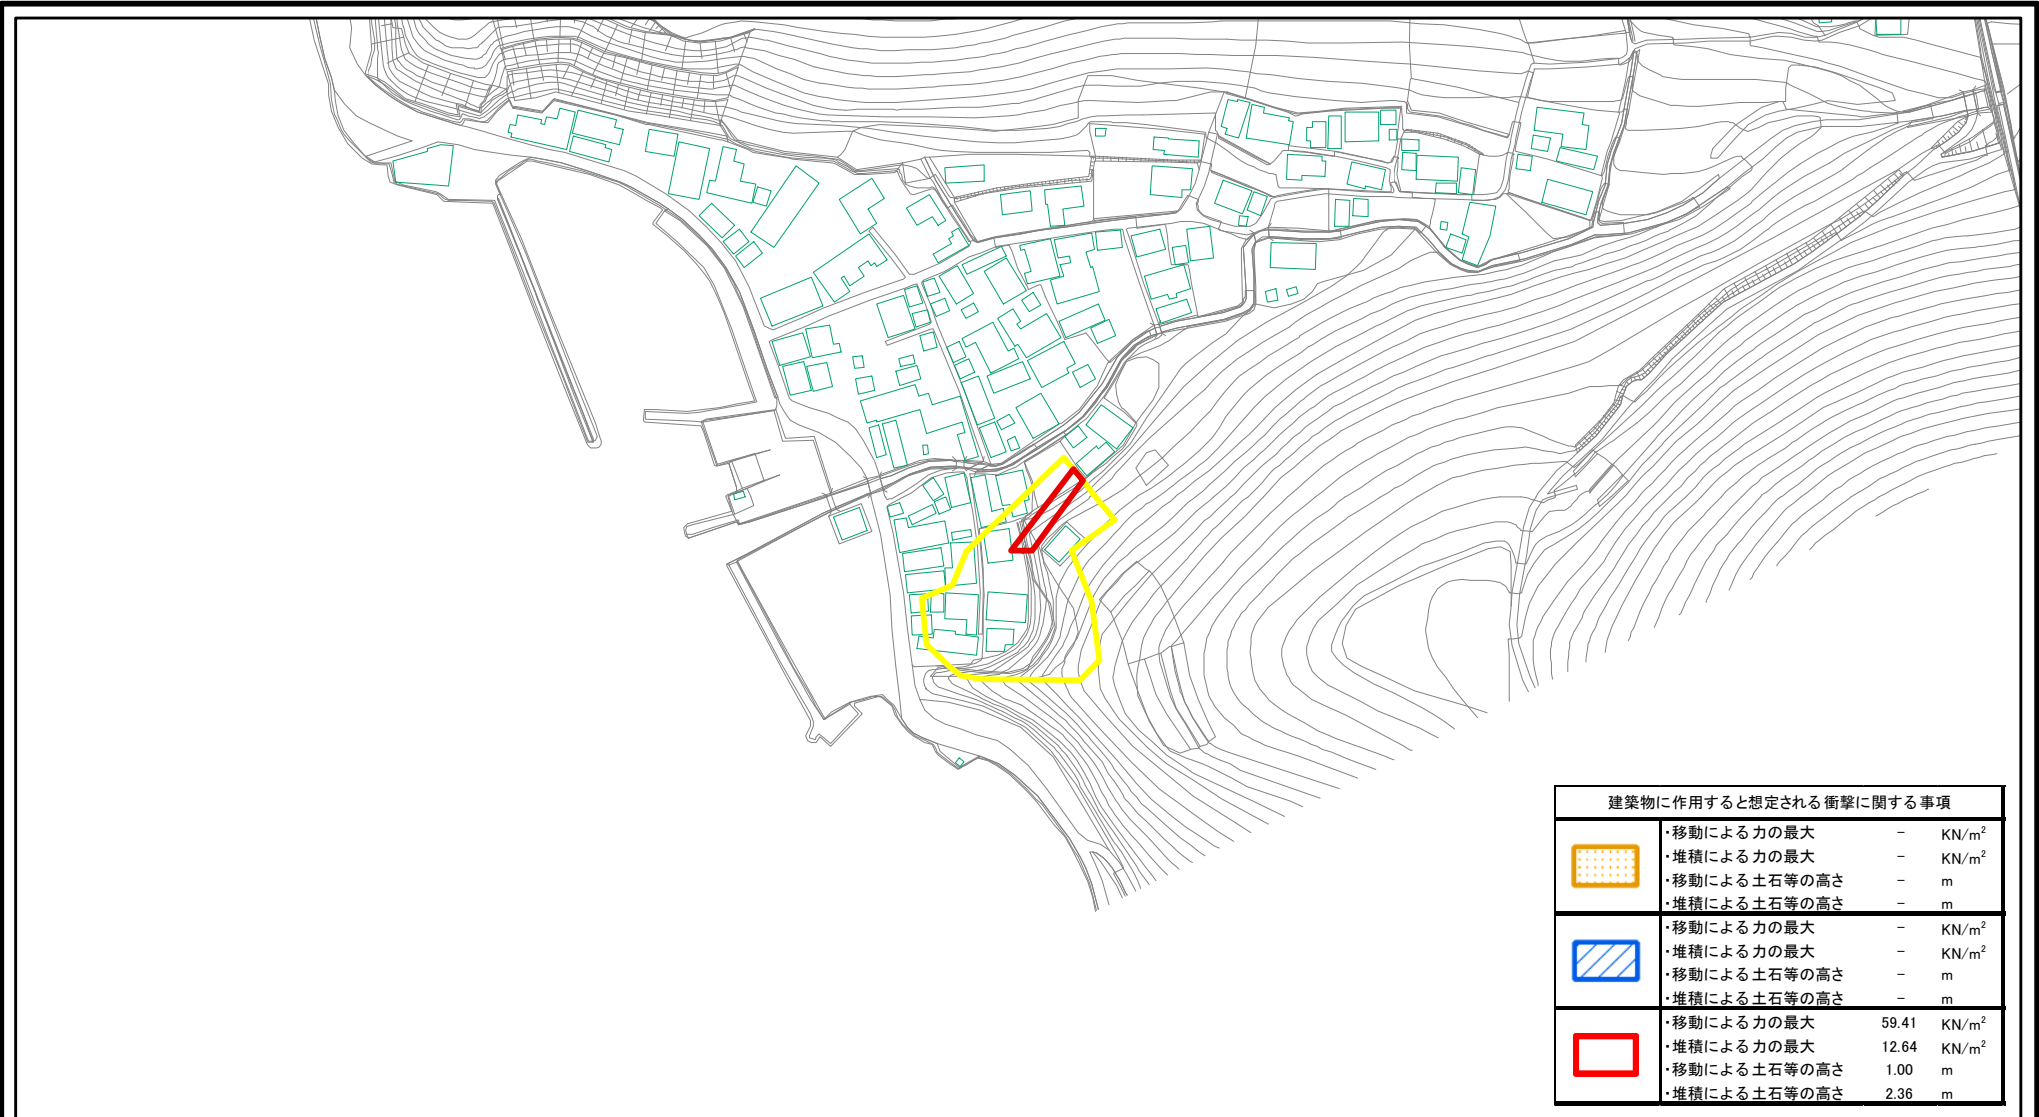 建築物に作用すると想定される衝撃に関する事項
・移動による力の最大 － KN/m²
・堆積による力の最大 － KN/m²
・移動による土石等の高さ － m
・堆積による土石等の高さ － m
・移動による力の最大 － KN/m²
・堆積による力の最大 － KN/m²
・移動による土石等の高さ － m
・堆積による土石等の高さ － m
・移動による力の最大 59.41 KN/m²
・堆積による力の最大 12.64 KN/m²
・移動による土石等の高さ 1.00 m
・堆積による土石等の高さ 2.36 m